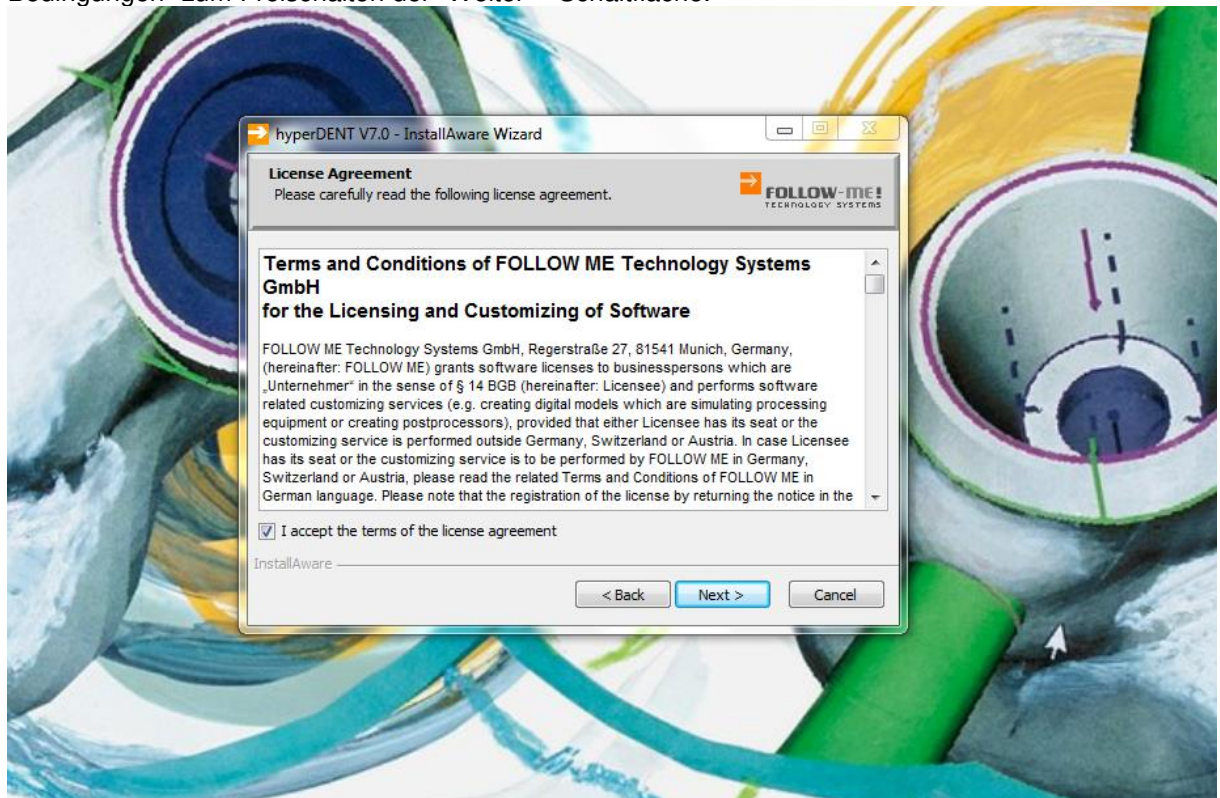 Bedingungen" zum Freischalten der "Weiter" - Schaltfläche.
hyperDENT V7.0 - InstallAware Wizard
License Agreement
Please carefully read the following license agreement.
FOLLOW-ME!
TECHNOLOGY SYSTEMS
Terms and Conditions of FOLLOW ME Technology Systems
GmbH
for the Licensing and Customizing of Software
FOLLOW ME Technology Systems GmbH, Regerstraße 27, 81541 Munich, Germany,
(hereinafter: FOLLOW ME) grants software licenses to businesspersons which are
„Unternehmer“ in the sense of § 14 BGB (hereinafter: Licensee) and performs software
related customizing services (e.g. creating digital models which are simulating processing
equipment or creating postprocessors), provided that either Licensee has its seat or the
customizing service is performed outside Germany, Switzerland or Austria. In case Licensee
has its seat or the customizing service is to be performed by FOLLOW ME in Germany,
Switzerland or Austria, please read the related Terms and Conditions of FOLLOW ME in
German language. Please note that the registration of the license by returning the notice in the
I accept the terms of the license agreement
InstallAware
< Back Next > Cancel